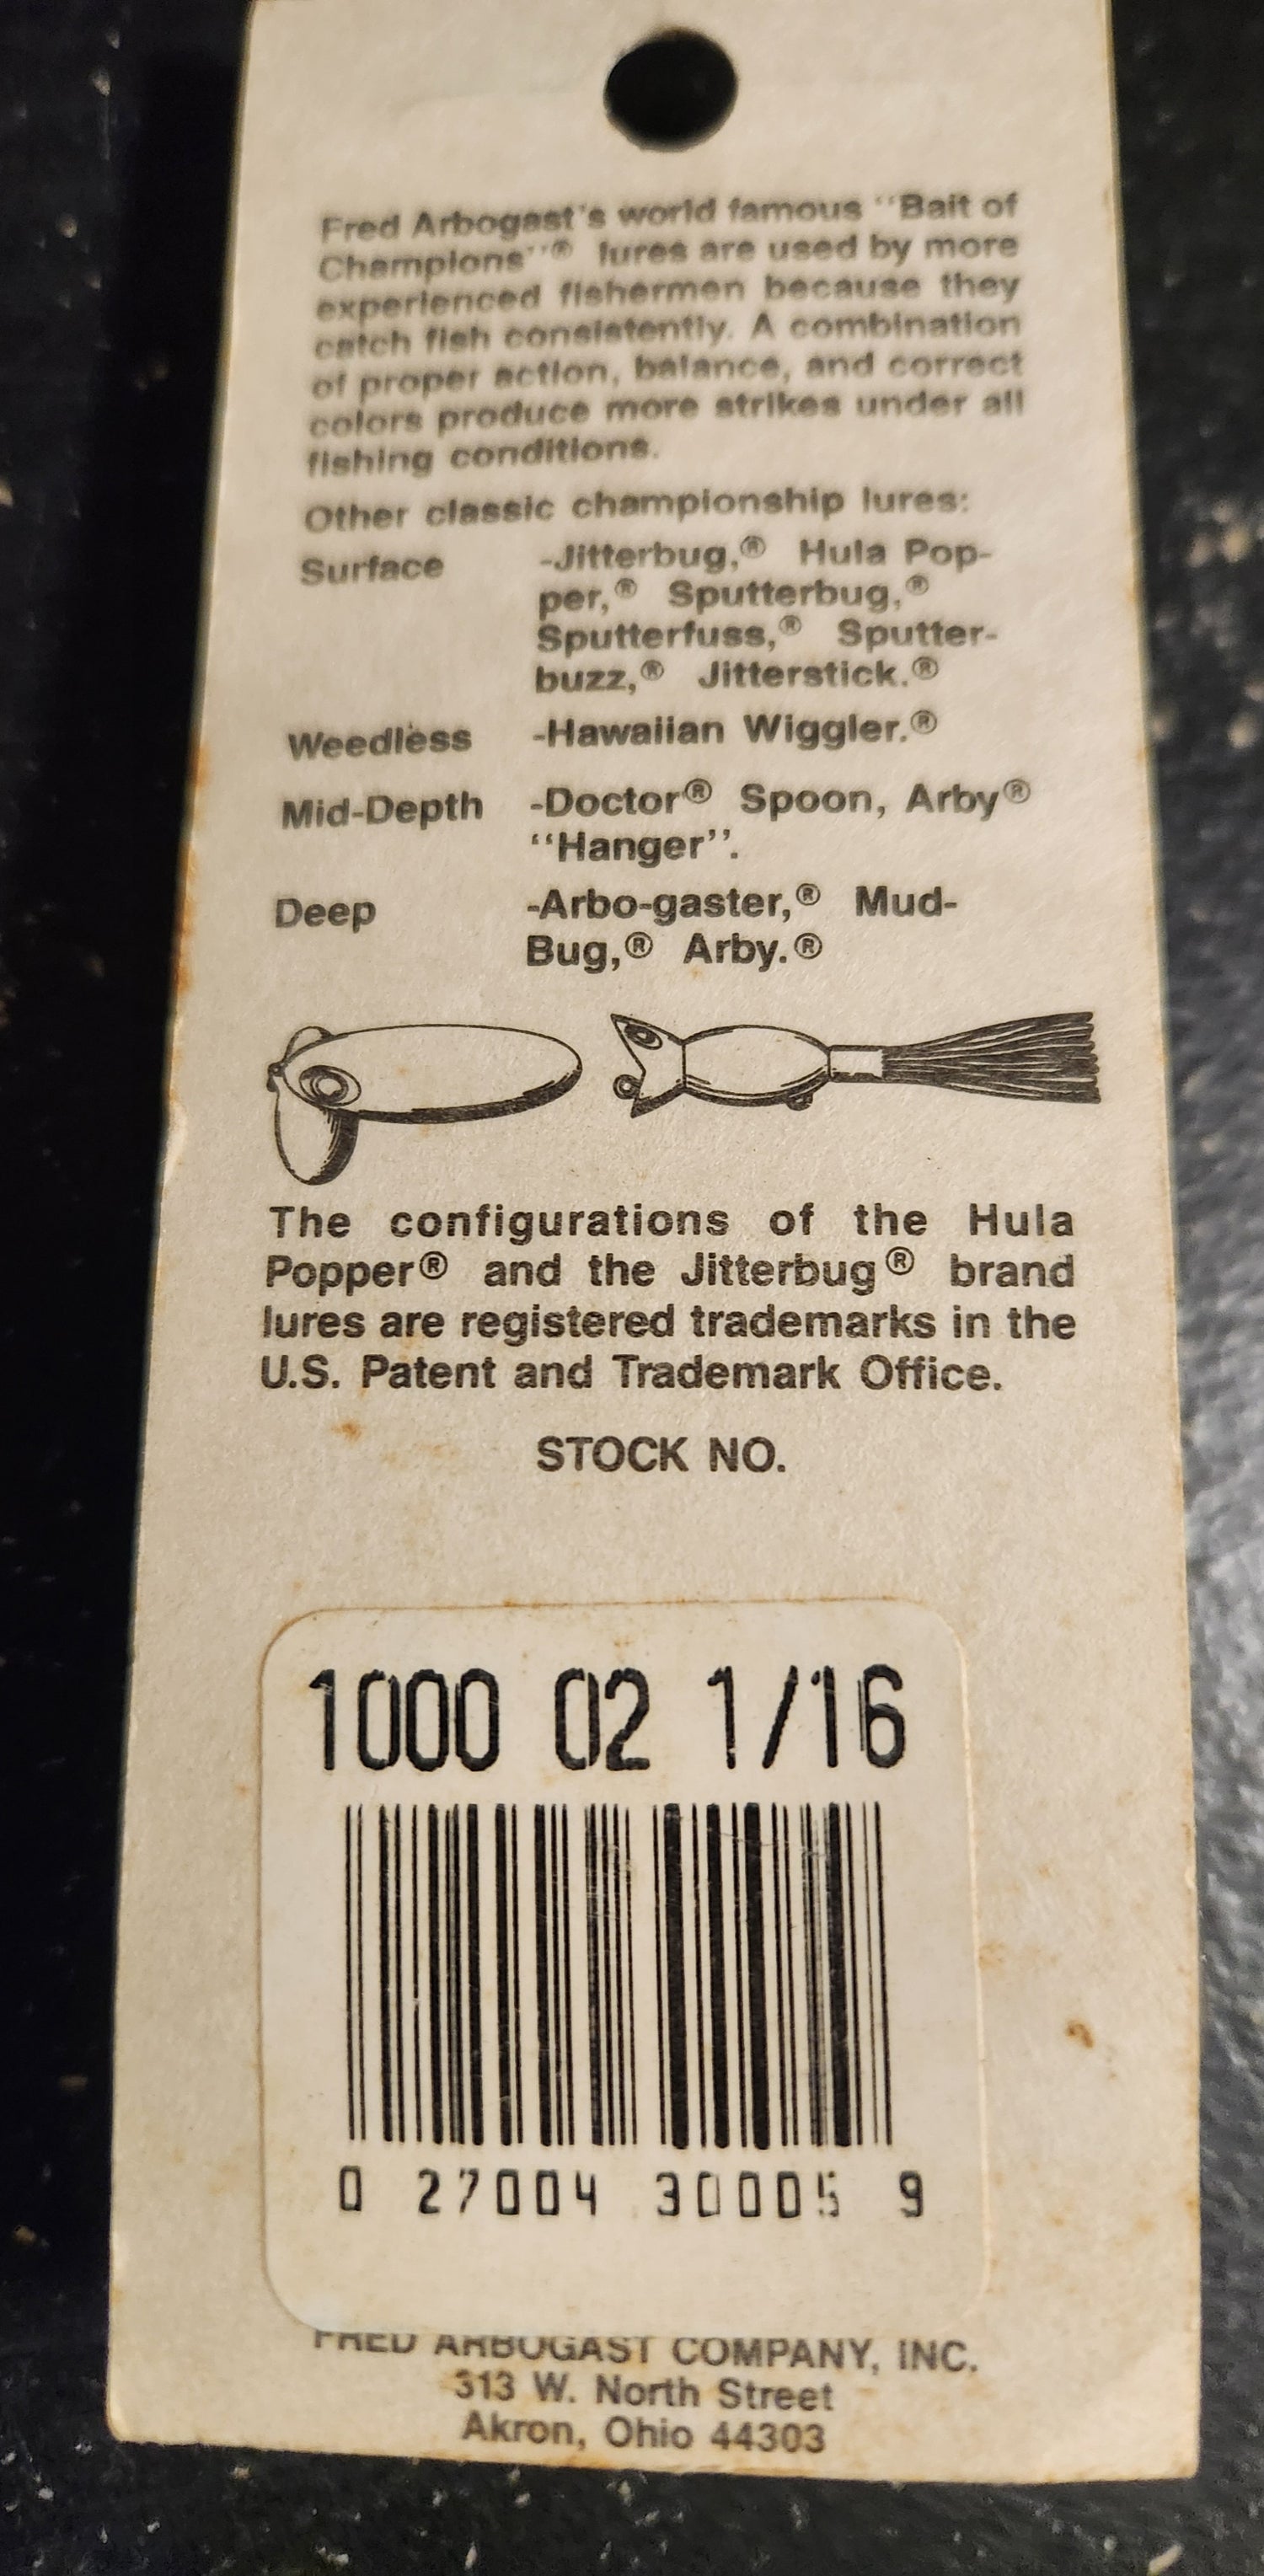 Fred Arbogast's world famous "Bait of
Champions"® lures are used by more
experienced fishermen because they
catch fish consistently. A combination
of proper action, balance, and correct
colors produce more strikes under all
fishing conditions.
Other classic championship lures:
Surface -Jitterbug,® Hula Pop-
per,® Sputterbug,®
Sputterfuss,® Sputter-
buzz,® Jitterstick.®
Weedless -Hawaiian Wiggler.®
Mid-Depth -Doctor® Spoon, Arby®
"Hanger".
Deep -Arbo-gaster,® Mud-
Bug,® Arby.®
The configurations of the Hula
Popper® and the Jitterbug® brand
lures are registered trademarks in the
U.S. Patent and Trademark Office.
STOCK NO.
1000 02 1/16
0 27004 30005 9
FRED ARBOGAST COMPANY, INC.
313 W. North Street
Akron, Ohio 44303